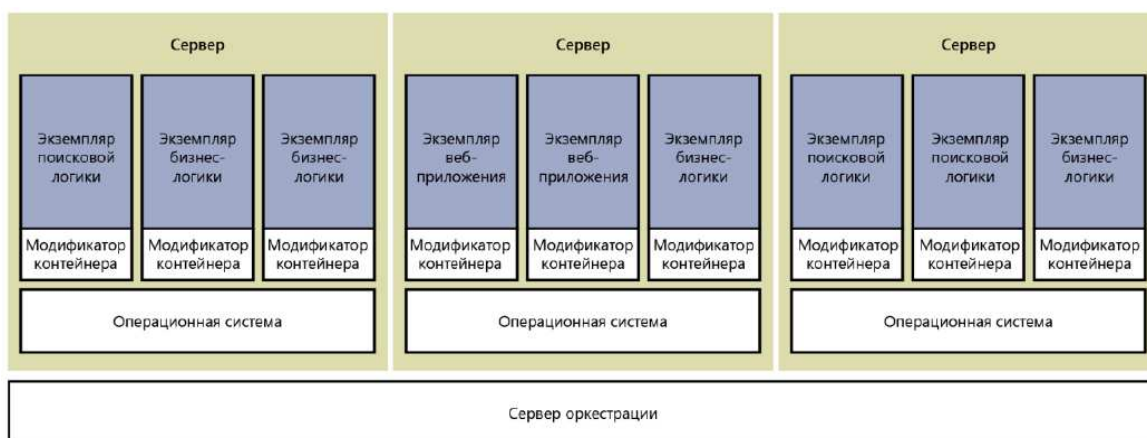 Сервер
Экземпляр
поисковой
логики
Модификатор
контейнера
Экземпляр
бизнес-
логики
Модификатор
контейнера
Экземпляр
бизнес-
логики
Модификатор
контейнера
Операционная система
Сервер
Экземпляр
веб-
приложения
Модификатор
контейнера
Экземпляр
веб-
приложения
Модификатор
контейнера
Экземпляр
бизнес-
логики
Модификатор
контейнера
Операционная система
Сервер
Экземпляр
поисковой
логики
Модификатор
контейнера
Экземпляр
поисковой
логики
Модификатор
контейнера
Экземпляр
бизнес-
логики
Модификатор
контейнера
Операционная система
Сервер оркестрации